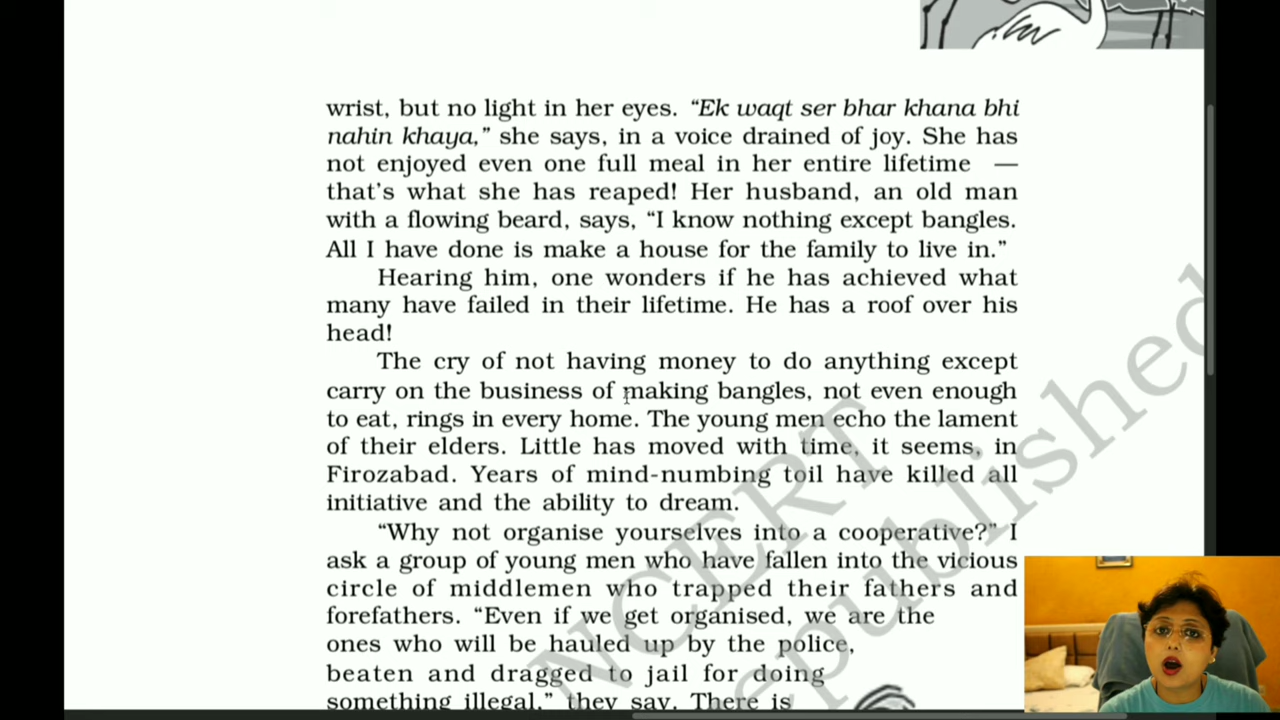 wrist, but no light in her eyes. “Ek waqt ser bhar khana bhi
nahin khaya,” she says, in a voice drained of joy. She has
not enjoyed even one full meal in her entire lifetime —
that’s what she has reaped! Her husband, an old man
with a flowing beard, says, “I know nothing except bangles.
All I have done is make a house for the family to live in.”
Hearing him, one wonders if he has achieved what
many have failed in their lifetime. He has a roof over his
head!
The cry of not having money to do anything except
carry on the business of making bangles, not even enough
to eat, rings in every home. The young men echo the lament
of their elders. Little has moved with time, it seems, in
Firozabad. Years of mind-numbing toil have killed all
initiative and the ability to dream.
“Why not organise yourselves into a cooperative?” I
ask a group of young men who have fallen into the vicious
circle of middlemen who trapped their fathers and
forefathers. “Even if we get organised, we are the
ones who will be hauled up by the police,
beaten and dragged to jail for doing
something illegal,” they say. There is
NCERT
republished